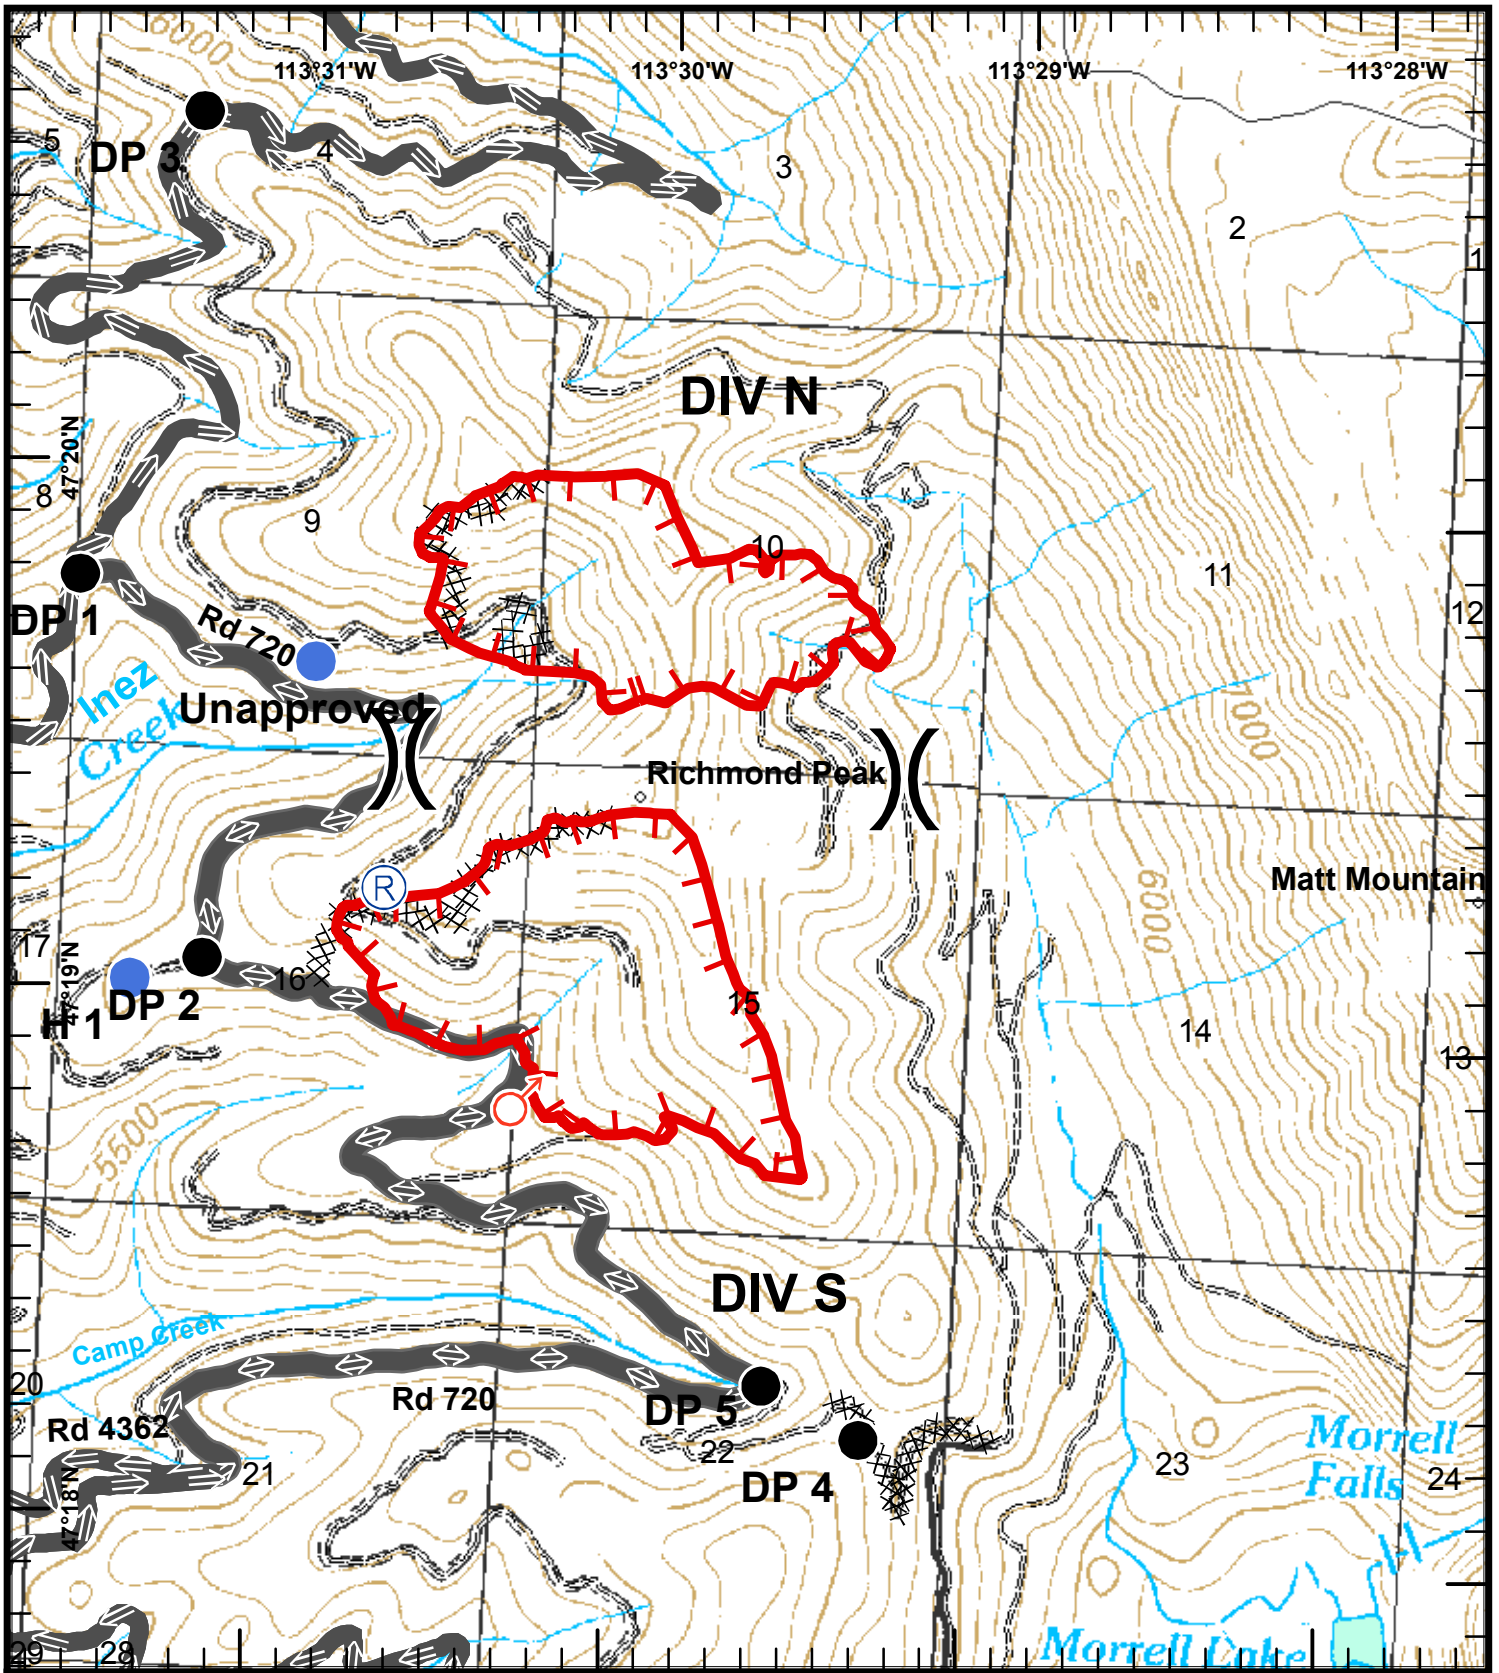 6000
113°31'W
113°30'W
113°29'W
113°28'W
5
DP 3
4
3
2
1
DIV N
47°20'N
8
9
10
11
12
DP 1
Rd 720
Inez
Creek
Unapproved
7000
Richmond Peak
Matt Mountain
R
6000
17
47°19'N
16
15
14
13
DP 2
H 1
5500
DIV S
Camp Creek
20
Rd 720
DP 5
Rd 4362
22
21
DP 4
23
24
Morrell
Falls
47°18'N
29
28
Morrell Lake